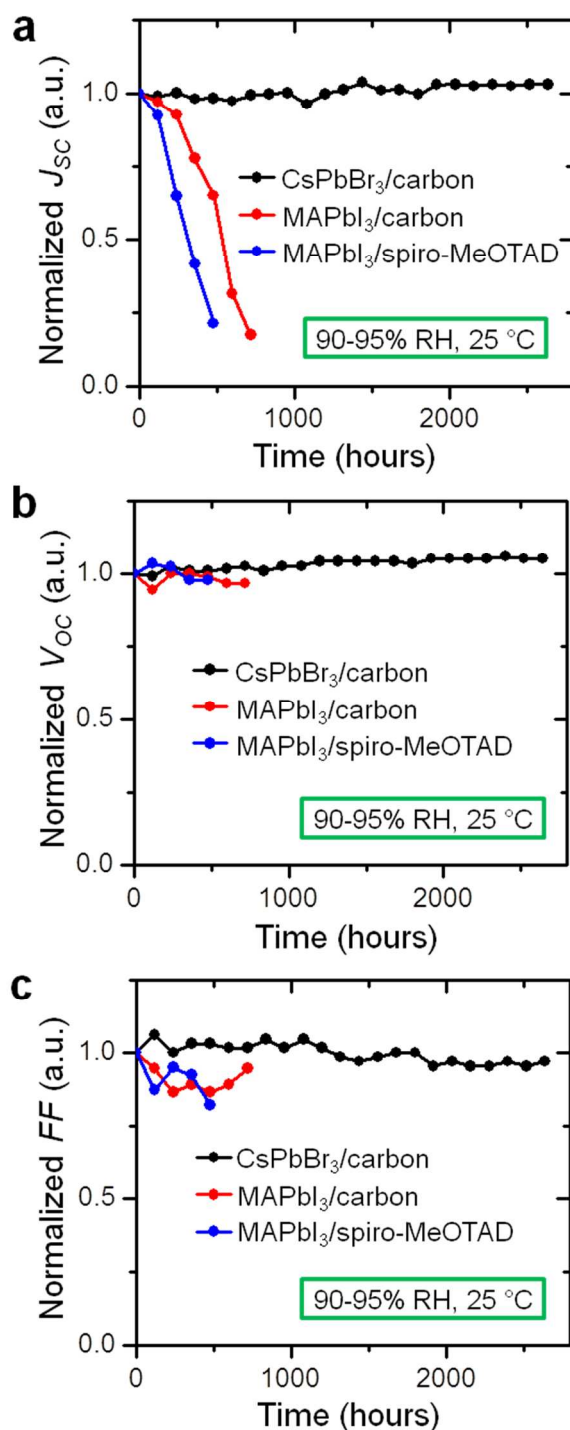 a
Normalized J_SC (a.u.)
1.0
0.5
0.0
CsPbBr₃/carbon
MAPbI₃/carbon
MAPbI₃/spiro-MeOTAD
90-95% RH, 25 °C
0 1000 2000
Time (hours)
b
Normalized V_OC (a.u.)
1.0
0.5
0.0
CsPbBr₃/carbon
MAPbI₃/carbon
MAPbI₃/spiro-MeOTAD
90-95% RH, 25 °C
0 1000 2000
Time (hours)
c
Normalized FF (a.u.)
1.0
0.5
0.0
CsPbBr₃/carbon
MAPbI₃/carbon
MAPbI₃/spiro-MeOTAD
90-95% RH, 25 °C
0 1000 2000
Time (hours)